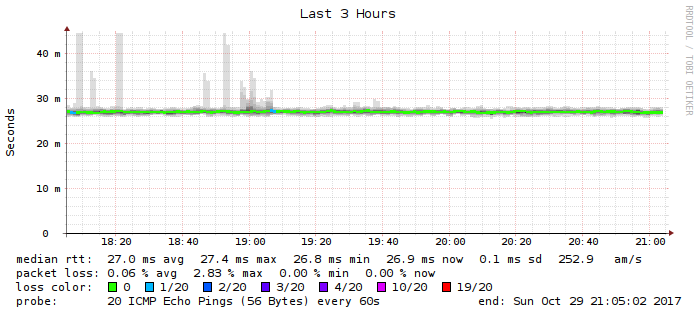 Last 3 Hours
RRDTOOL / TOBI OETIKER
Seconds
40 m
30 m
20 m
10 m
0
18:20 18:40 19:00 19:20 19:40 20:00 20:20 20:40 21:00
median rtt: 27.0 ms avg 27.4 ms max 26.8 ms min 26.9 ms now 0.1 ms sd 252.9 am/s
packet loss: 0.06 % avg 2.83 % max 0.00 % min 0.00 % now
loss color: 0 1/20 2/20 3/20 4/20 10/20 19/20
probe: 20 ICMP Echo Pings (56 Bytes) every 60s end: Sun Oct 29 21:05:02 2017